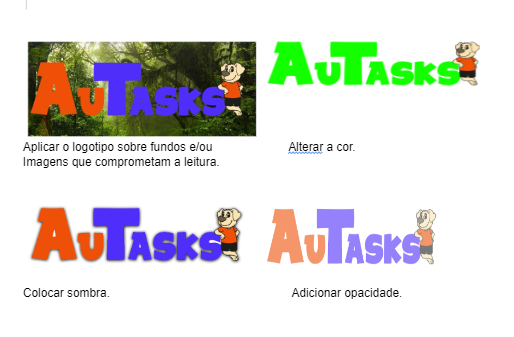 AUTASKS
AUTASKS
Aplicar o logotipo sobre fundos e/ou
Imagens que comprometam a leitura.
Alterar a cor.
AUTASKS
AUTASKS
Colocar sombra.
Adicionar opacidade.